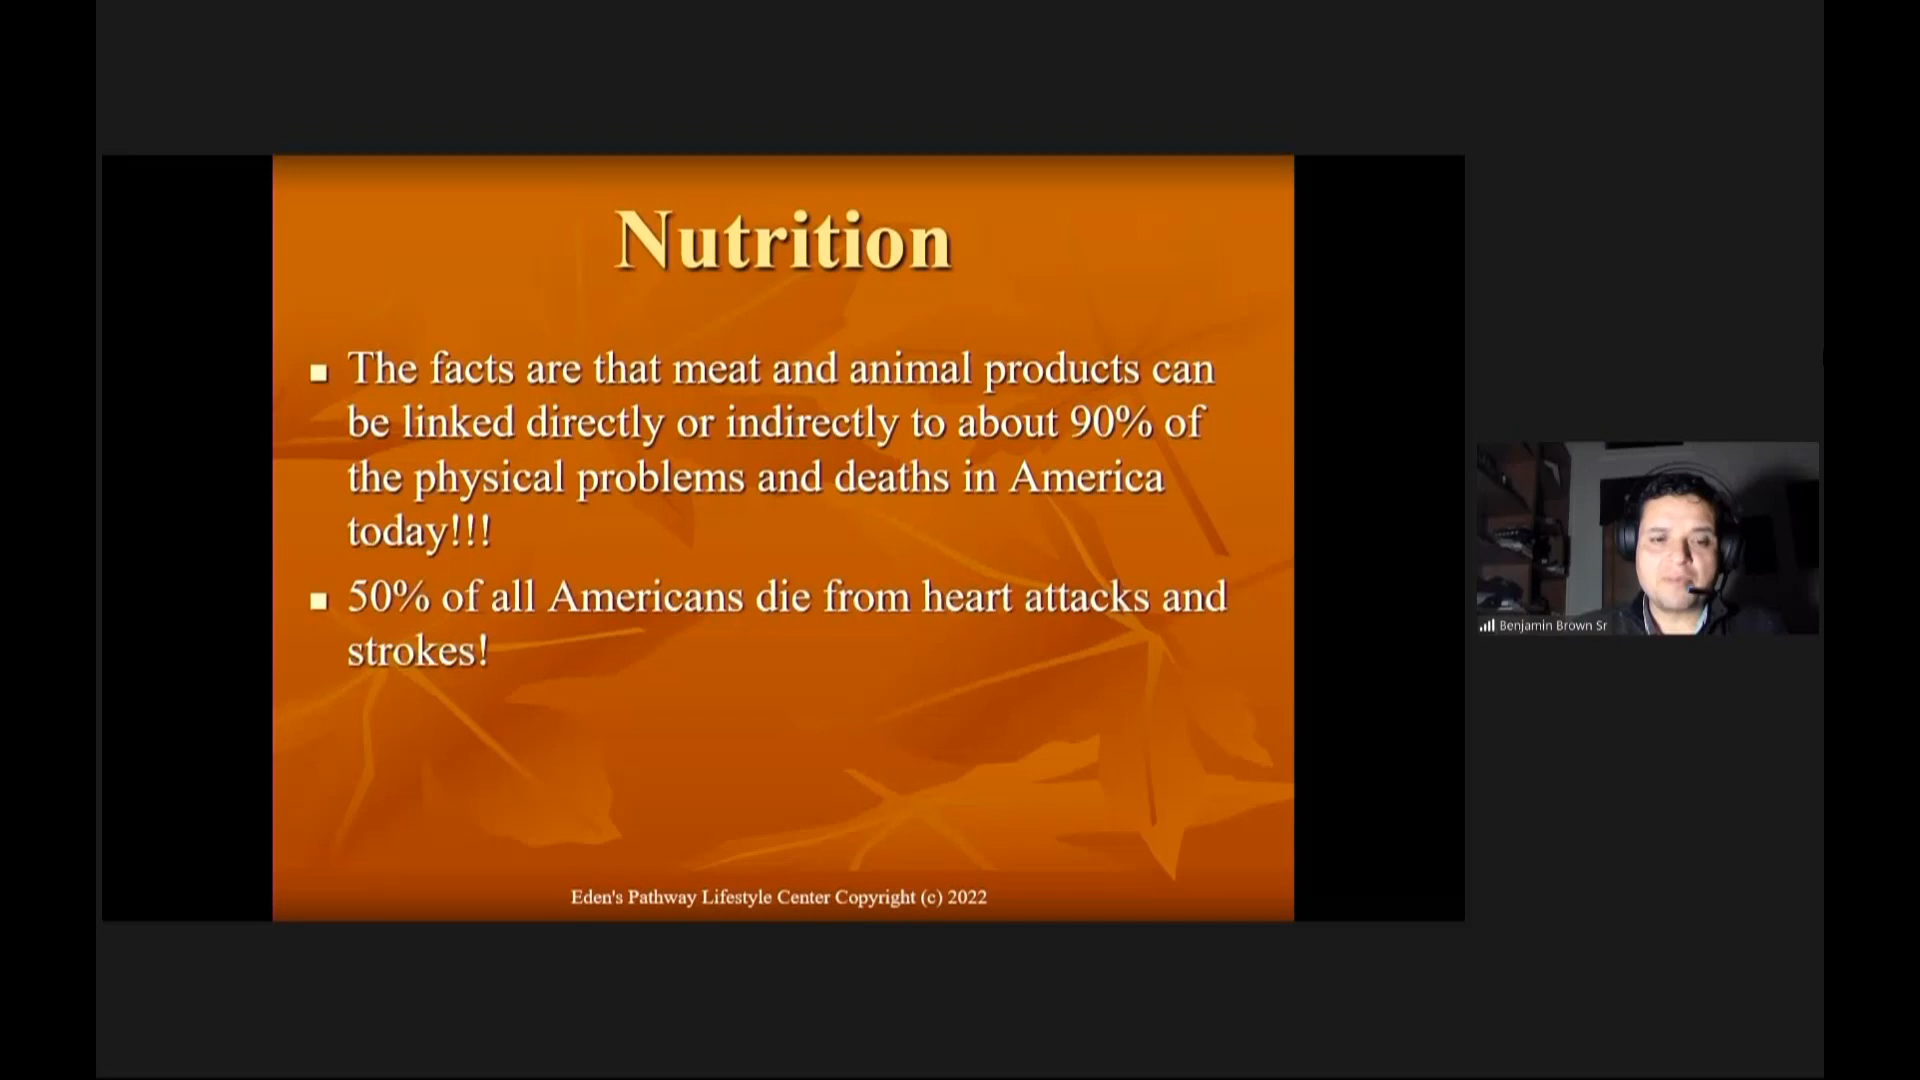 Nutrition
■ The facts are that meat and animal products can
be linked directly or indirectly to about 90% of
the physical problems and deaths in America
today!!!
■ 50% of all Americans die from heart attacks and
strokes!
Eden's Pathway Lifestyle Center Copyright (c) 2022
Benjamin Brown Sr